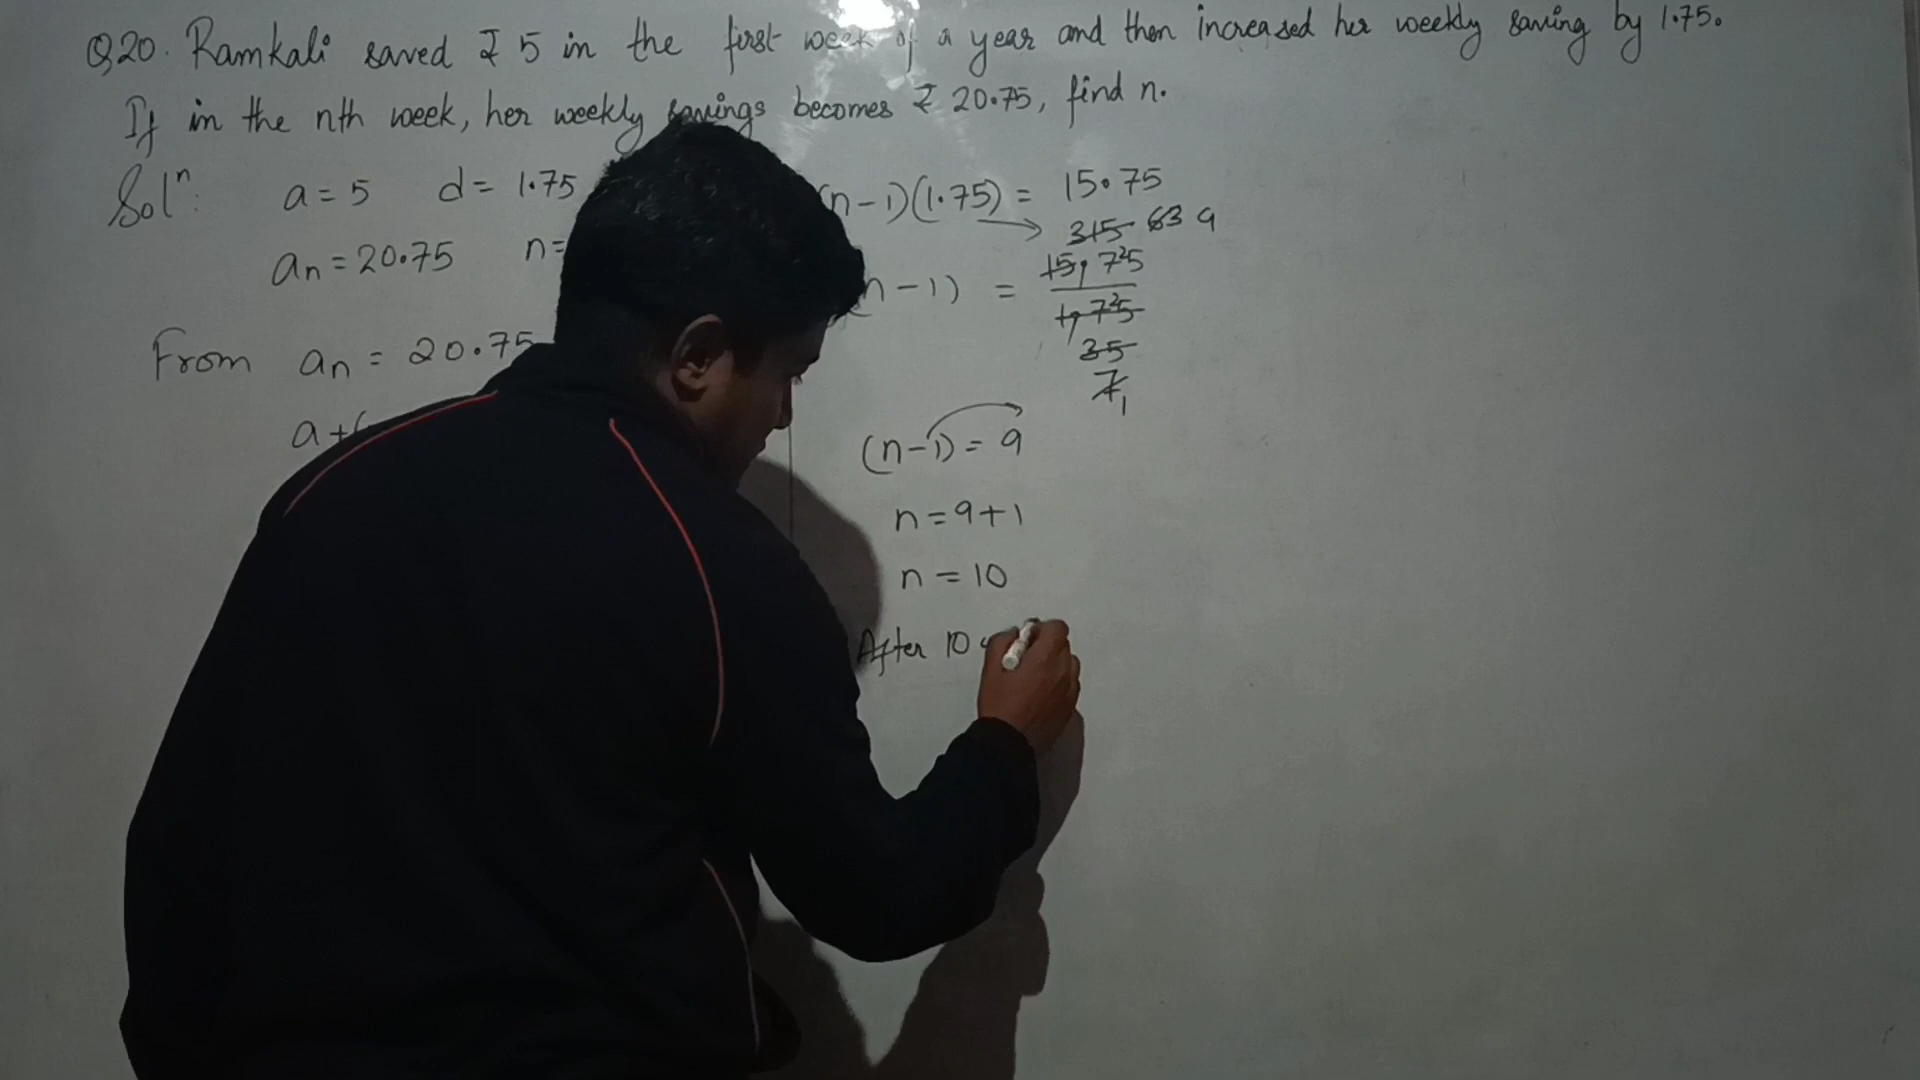 Q20. Ramkali saved ₹ 5 in the first week of a year and then increased her weekly saving by 1.75.
If in the nth week, her weekly savings becomes ₹ 20.75, find n.
Solⁿ: a = 5 d = 1.75
an = 20.75 n =
From an = 20.75
a + (
(n-1)(1.75) = 15.75
315 63 9
(n-1) = 15.75
1.75
35
7 1
(n-1) = 9
n = 9+1
n = 10
After 10